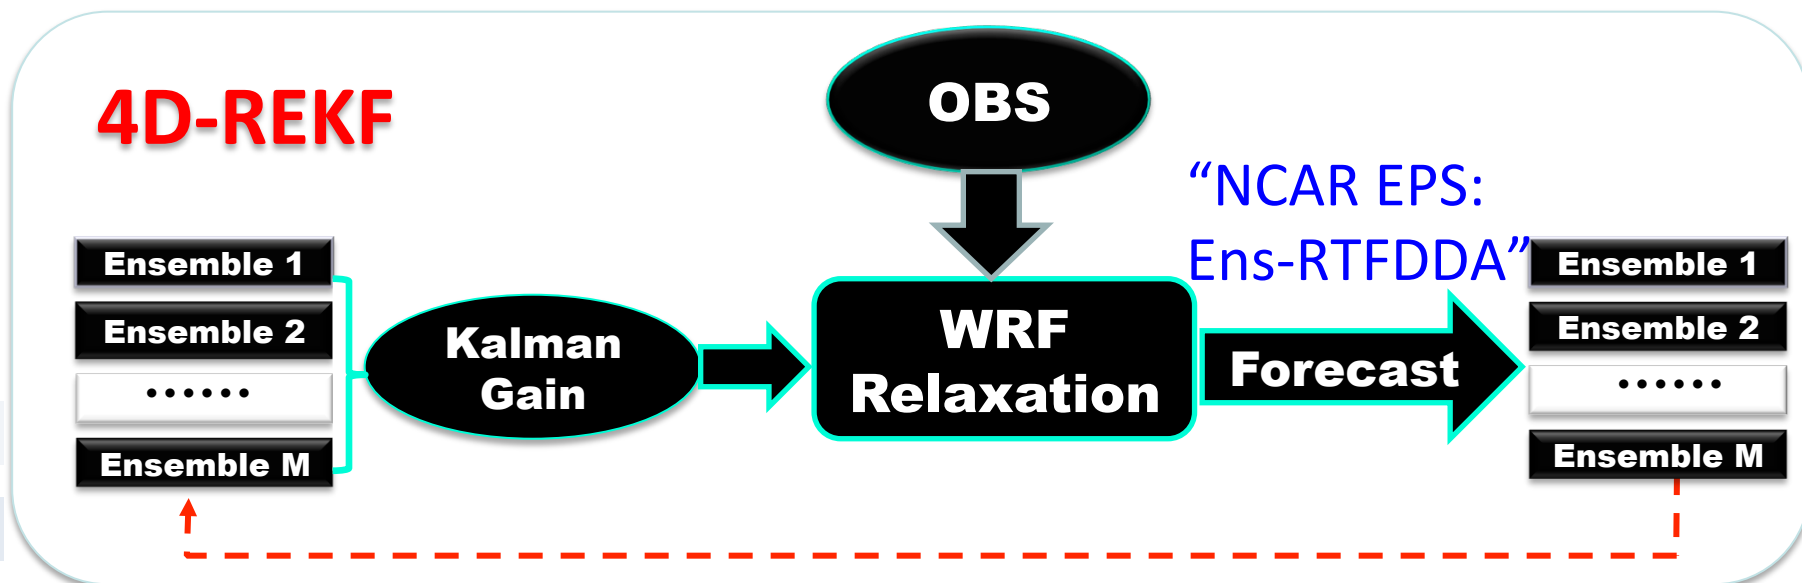 4D-REKF
OBS
“NCAR EPS:
Ens-RTFDDA”
Ensemble 1
Ensemble 2
••••••
Ensemble M
Kalman
Gain
WRF
Relaxation
Forecast
Ensemble 1
Ensemble 2
••••••
Ensemble M